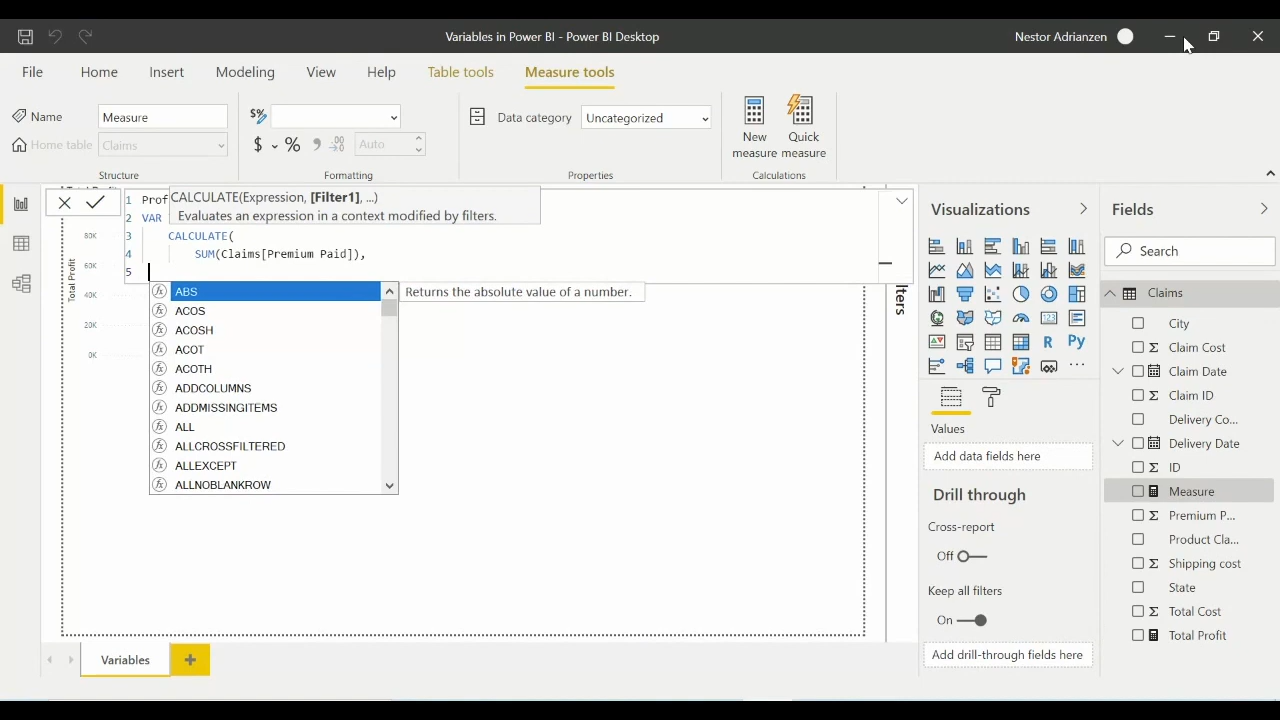 Variables in Power BI - Power BI Desktop
Nestor Adrianzen
File Home Insert Modeling View Help Table tools Measure tools
Name Measure
Home table Claims
Structure
$%
$ % 9 .00 Auto
Formatting
Data category Uncategorized
Properties
New measure
Quick measure
Calculations
1 Prof
CALCULATE(Expression, [Filter1], ...)
Evaluates an expression in a context modified by filters.
2 VAR
3 CALCULATE(
4 SUM(Claims[Premium Paid]),
5
Total Profit
80K
60K
40K
20K
0K
ABS
Returns the absolute value of a number.
ACOS
ACOSH
ACOT
ACOTH
ADDCOLUMNS
ADDMISSINGITEMS
ALL
ALLCROSSFILTERED
ALLEXCEPT
ALLNOBLANKROW
lters
Visualizations
123
R Py
...
Values
Add data fields here
Drill through
Cross-report
Off
Keep all filters
On
Add drill-through fields here
Fields
Search
Claims
City
Claim Cost
Claim Date
Claim ID
Delivery Co...
Delivery Date
ID
Measure
Premium P...
Product Cla...
Shipping cost
State
Total Cost
Total Profit
Variables